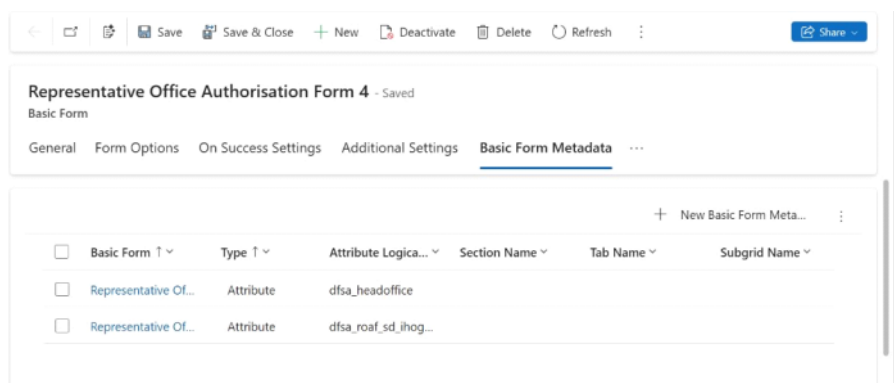 Save Save & Close New Deactivate Delete Refresh Share
Representative Office Authorisation Form 4 - Saved
Basic Form
General Form Options On Success Settings Additional Settings Basic Form Metadata ...
New Basic Form Meta...
Basic Form ↑ Type ↑ Attribute Logica... Section Name Tab Name Subgrid Name
Representative Of... Attribute dfsa_headoffice
Representative Of... Attribute dfsa_roaf_sd_ihog...